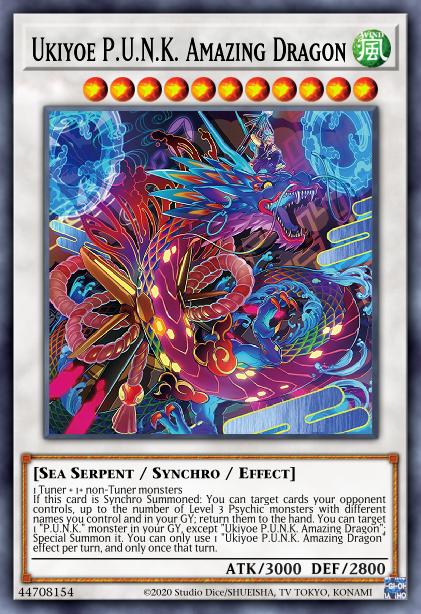 Ukiyoe P.U.N.K. Amazing Dragon
WIND
風
[Sea Serpent / Synchro / Effect]
1 Tuner + 1+ non-Tuner monsters
If this card is Synchro Summoned: You can target cards your opponent
controls, up to the number of Level 3 Psychic monsters with different
names you control and in your GY; return them to the hand. You can target
1 "P.U.N.K." monster in your GY, except "Ukiyoe P.U.N.K. Amazing Dragon";
Special Summon it. You can only use 1 "Ukiyoe P.U.N.K. Amazing Dragon"
effect per turn, and only once that turn.
ATK/3000 DEF/2800
44708154
©2020 Studio Dice/SHUEISHA, TV TOKYO, KONAMI